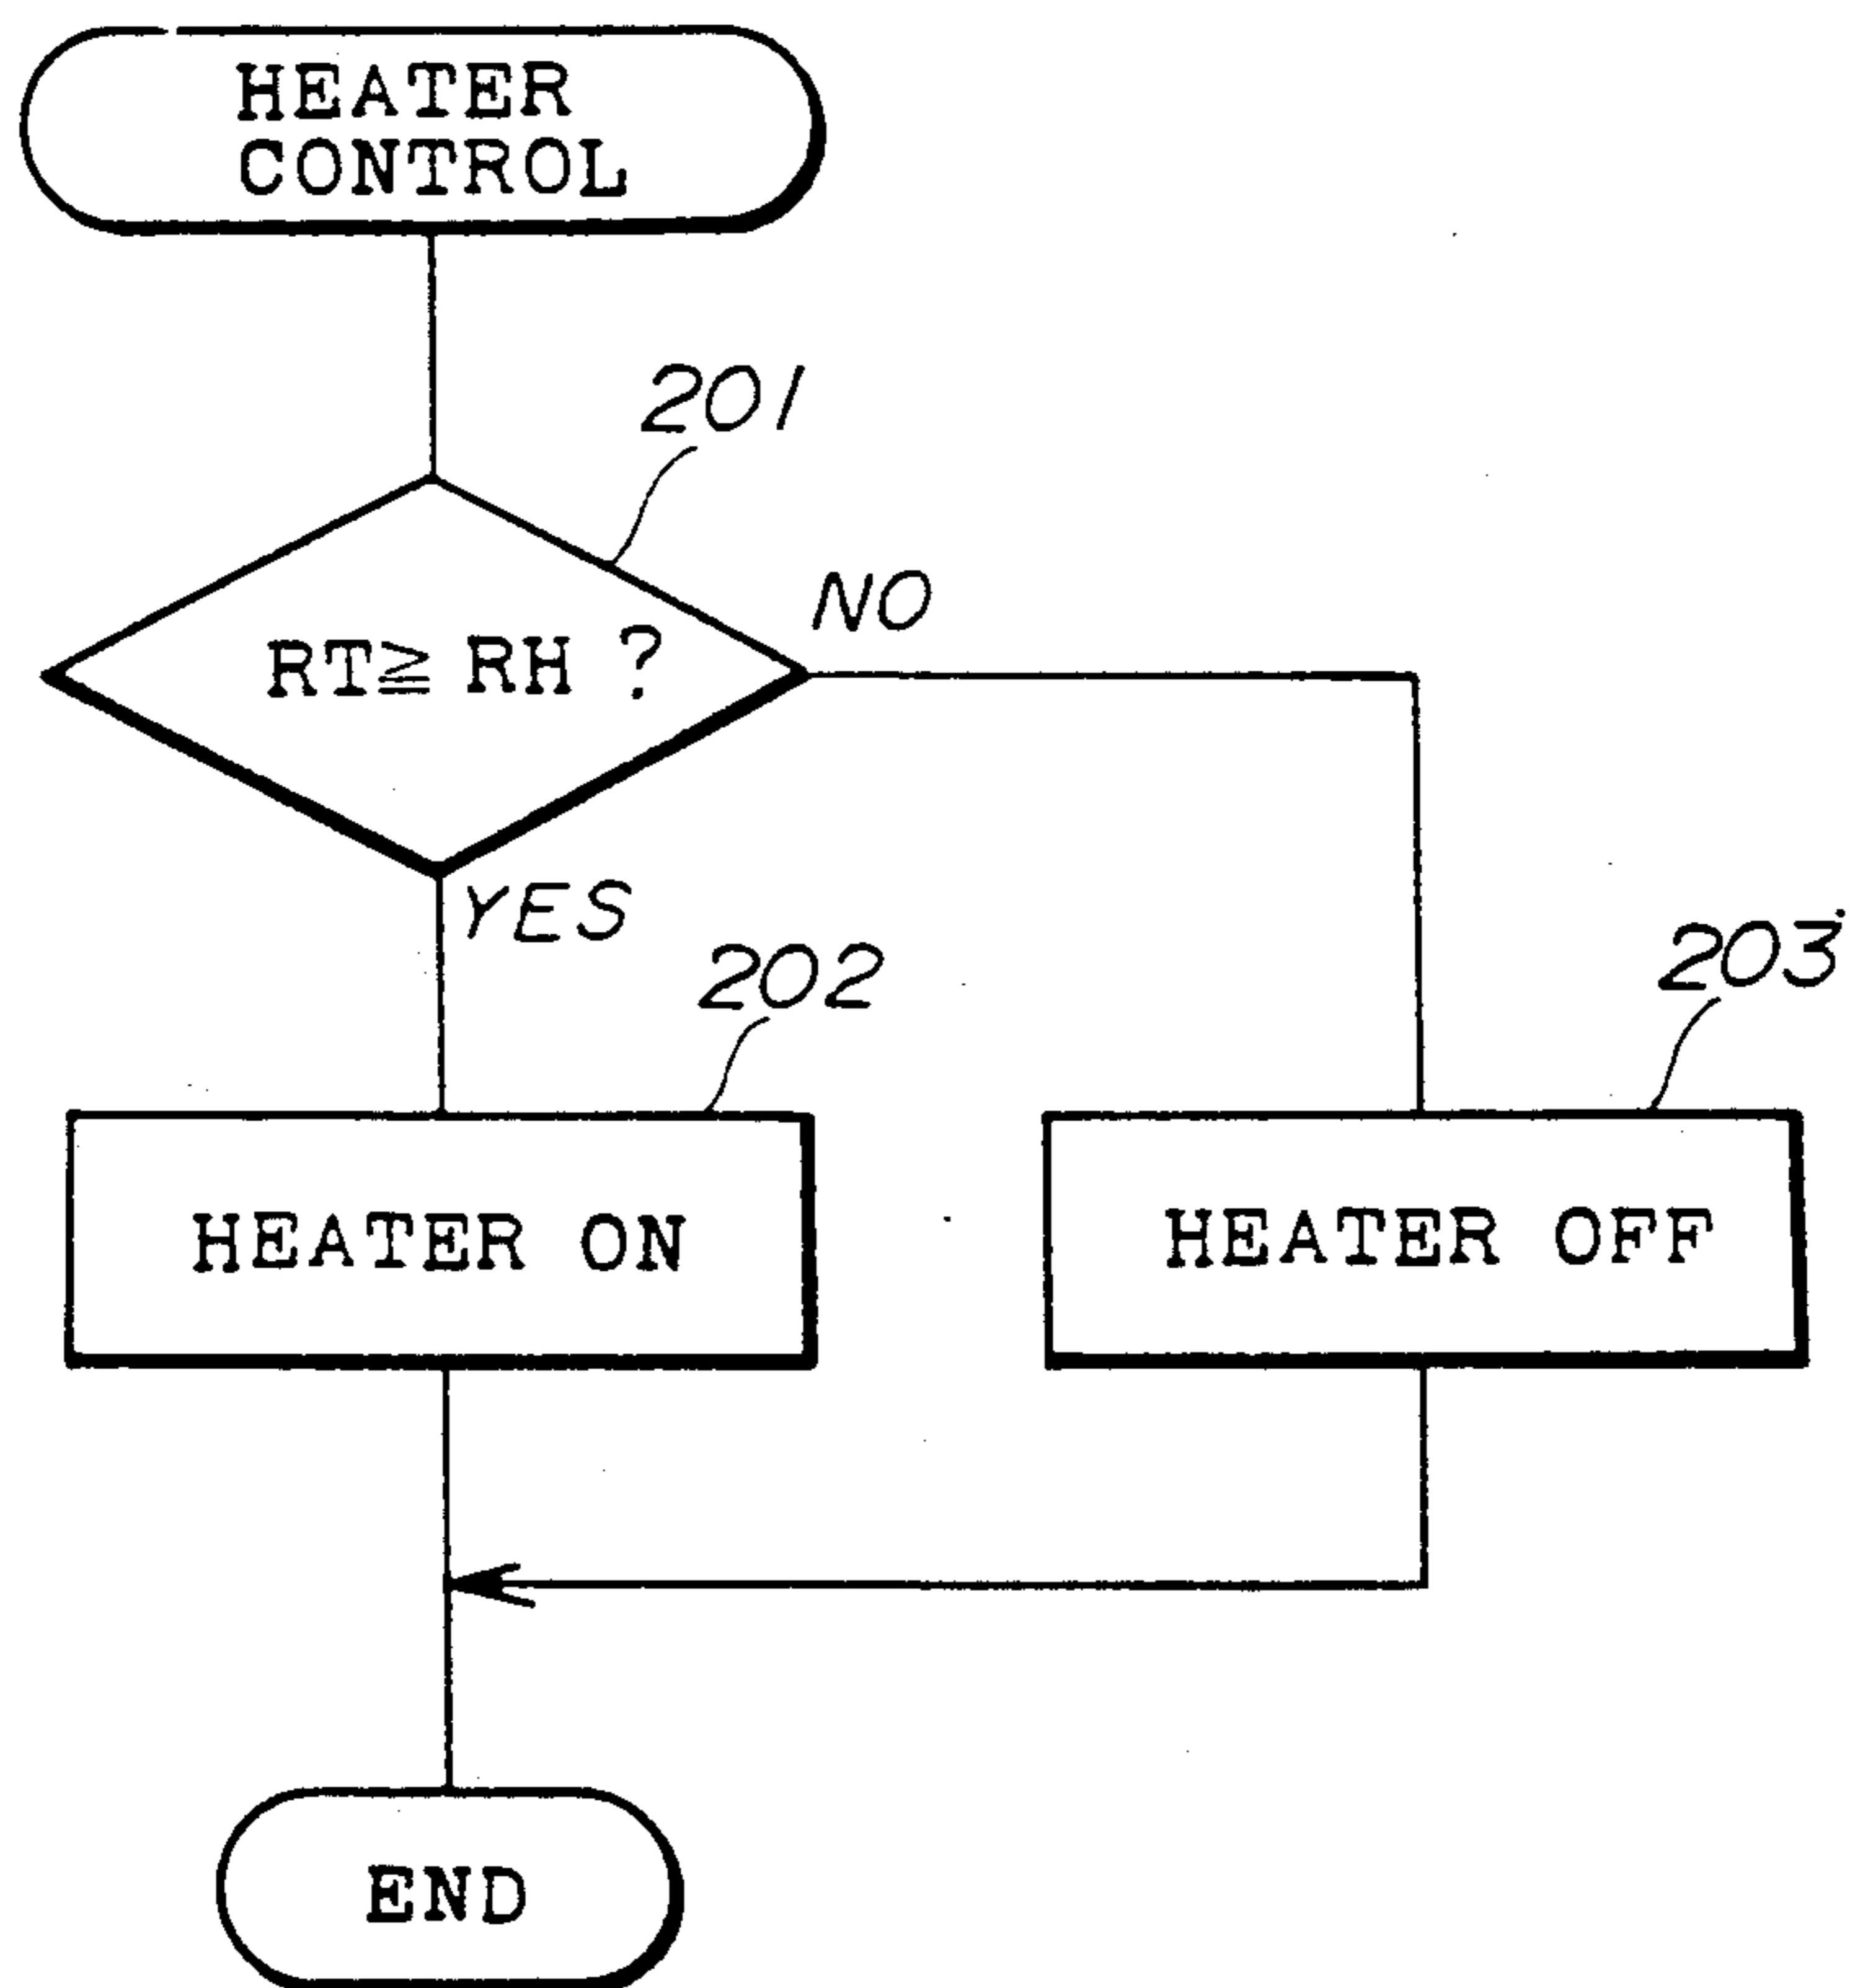 HEATER
CONTROL
201
RT≧ RH ?
NO
YES
202
203
HEATER ON
HEATER OFF
END